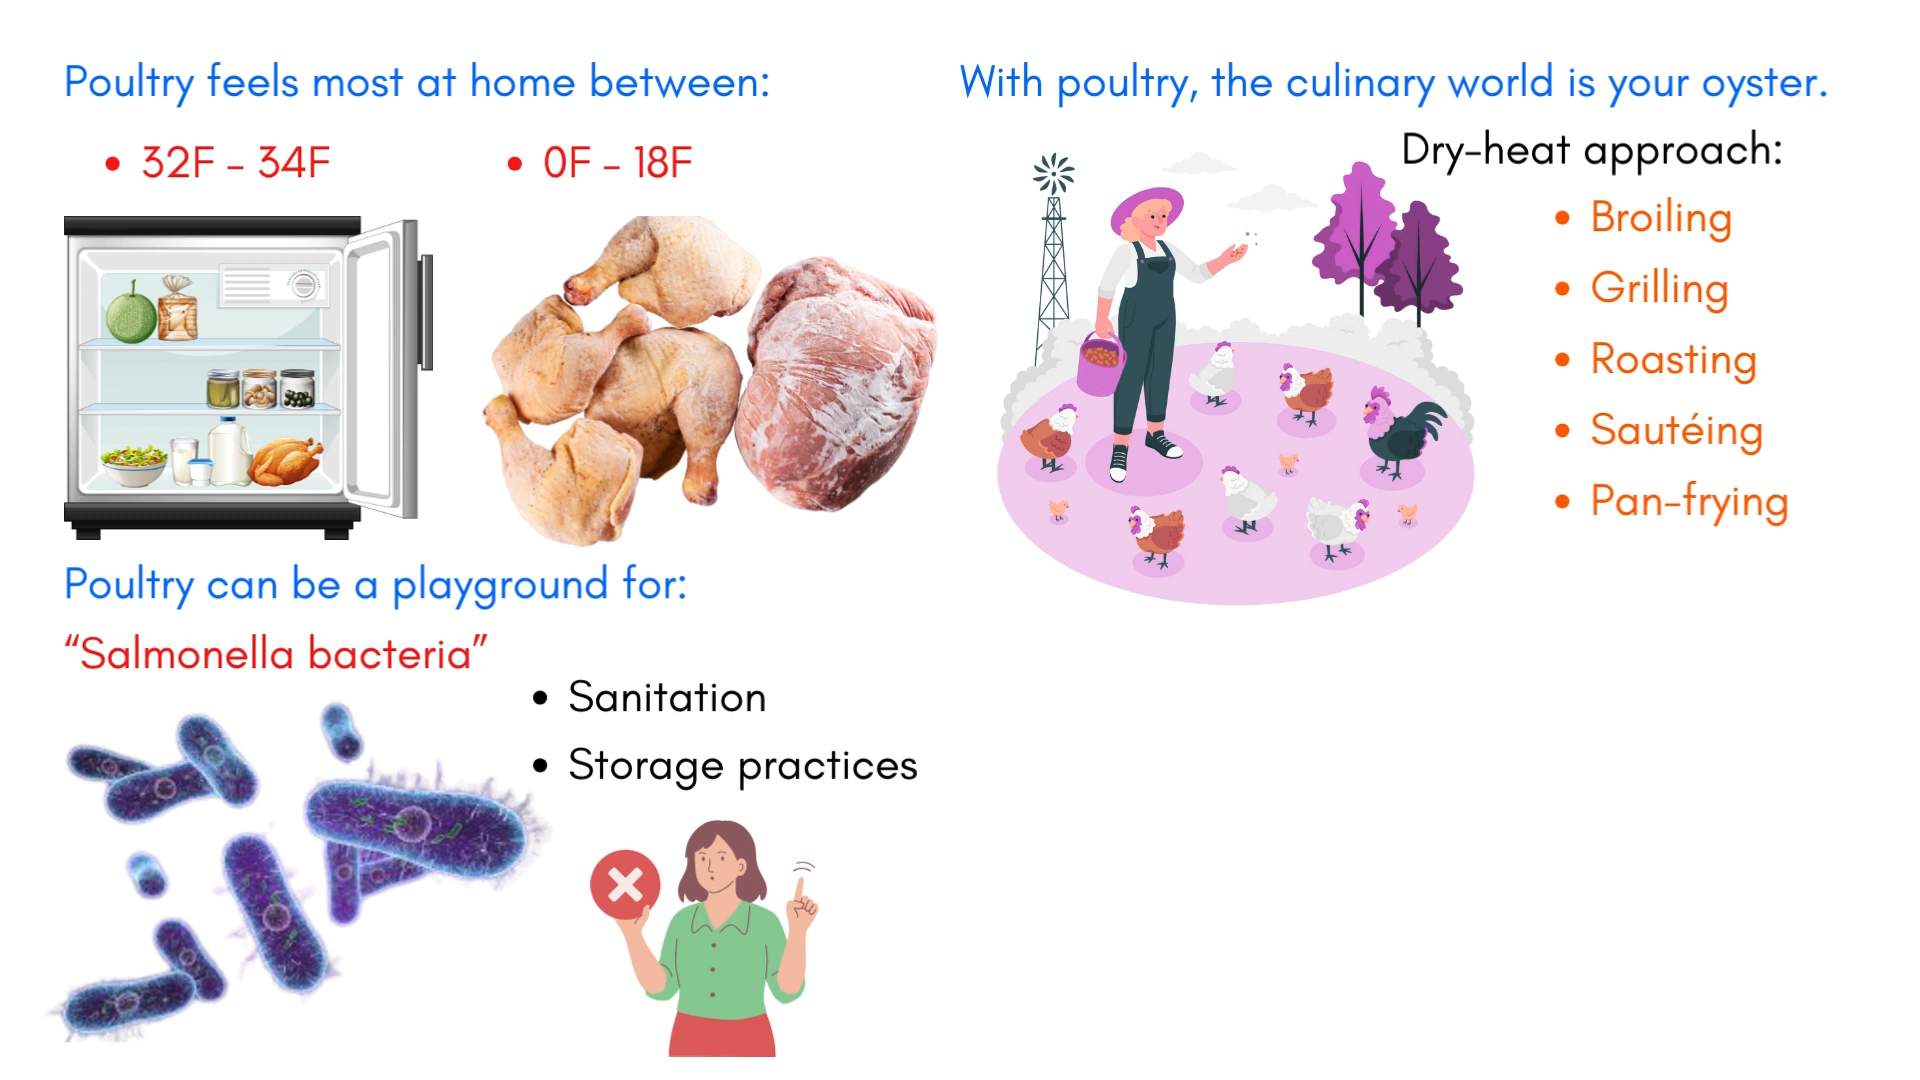 Poultry feels most at home between:
• 32F - 34F
• 0F - 18F
Poultry can be a playground for:
“Salmonella bacteria”
• Sanitation
• Storage practices
With poultry, the culinary world is your oyster.
Dry-heat approach:
• Broiling
• Grilling
• Roasting
• Sautéing
• Pan-frying